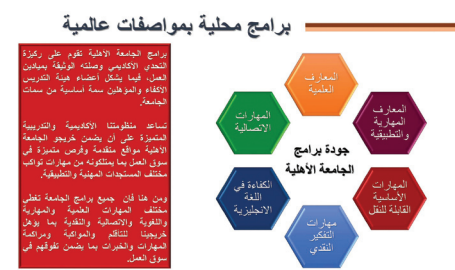 برامج محلية بمواصفات عالمية
برامج الجامعة الأهلية تقوم على ركيزة
التحدي الأكاديمي وصلته الوثيقة بميادين
العمل، فيما يشكل أعضاء هيئة التدريس
الأكفاء والمؤهلين سمة اساسية من سمات
الجامعة.
تساعد منظومتنا الأكاديمية والتدريبية
المتميزة على أن يضمن خريجو الجامعة
الأهلية مواقع متقدمة وفرص متميزة في
سوق العمل بما يمتلكونه من مهارات تواكب
مختلف المستجدات المهنية والتطبيقية.
ومن هنا فأن جميع برامج الجامعة تغطي
مختلف المهارات العلمية والمهارية
واللغوية والاتصالية والنقدية بما يؤهل
خريجينا للتأقلم والمواكبة ومراكمة
المهارات والخبرات بما يضمن تفوقهم في
سوق العمل.
المعارف
العلمية
المعارف
المهارية
والتطبيقية
المهارات
الأساسية
القابلة للنقل
مهارات
التفكير
النقدي
الكفاءة في
اللغة
الانجليزية
المهارات
الاتصالية
جودة برامج
الجامعة الأهلية